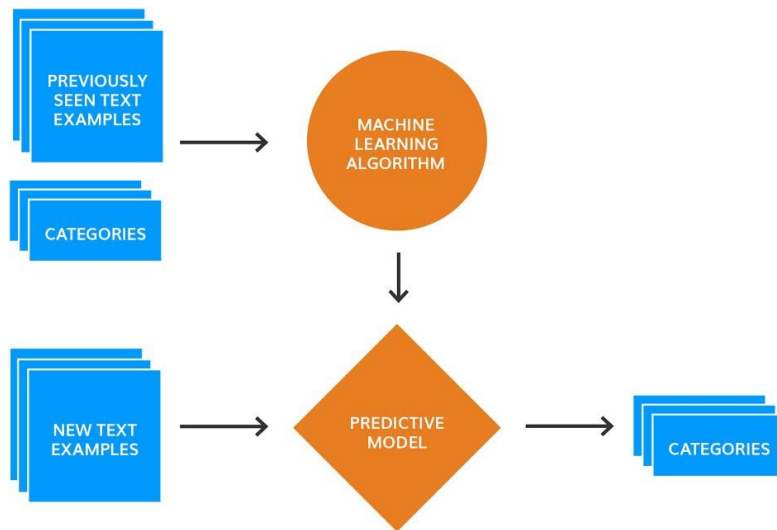 PREVIOUSLY
SEEN TEXT
EXAMPLES
MACHINE
LEARNING
ALGORITHM
CATEGORIES
NEW TEXT
EXAMPLES
PREDICTIVE
MODEL
CATEGORIES